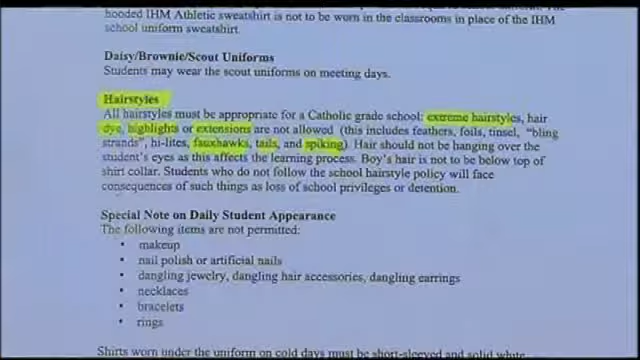 hooded IHM Athletic sweatshirt is not to be worn in the classrooms in place of the IHM
school uniform sweatshirt.
Daisy/Brownie/Scout Uniforms
Students may wear the scout uniforms on meeting days.
Hairstyles
All hairstyles must be appropriate for a Catholic grade school: extreme hairstyles, hair
dye, highlights or extensions are not allowed (this includes feathers, foils, tinsel, "bling
strands", hi-lites, fauxhawks, tails, and spiking). Hair should not be hanging over the
student's eyes as this affects the learning process. Boy's hair is not to be below top of
shirt collar. Students who do not follow the school hairstyle policy will face
consequences of such things as loss of school privileges or detention.
Special Note on Daily Student Appearance
The following items are not permitted:
• makeup
• nail polish or artificial nails
• dangling jewelry, dangling hair accessories, dangling earrings
• necklaces
• bracelets
• rings
Shirts worn under the uniform on cold days must be short-sleeved and solid white